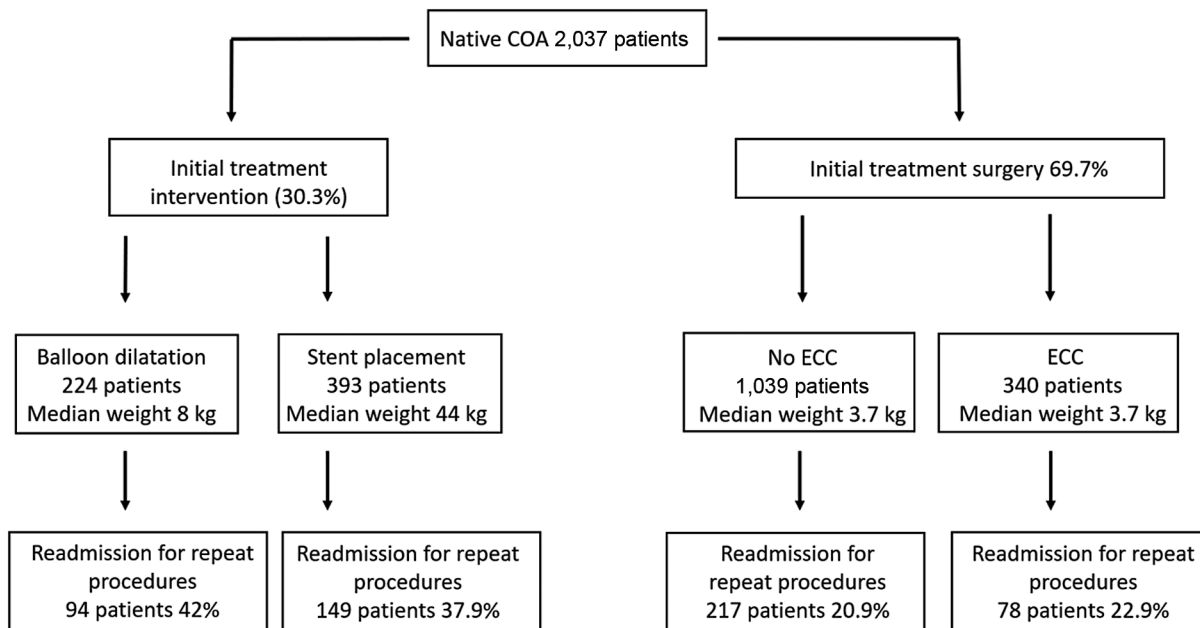 Native COA 2,037 patients
Initial treatment
intervention (30.3%)
Initial treatment surgery 69.7%
Balloon dilatation
224 patients
Median weight 8 kg
Stent placement
393 patients
Median weight 44 kg
No ECC
1,039 patients
Median weight 3.7 kg
ECC
340 patients
Median weight 3.7 kg
Readmission for repeat
procedures
94 patients 42%
Readmission for repeat
procedures
149 patients 37.9%
Readmission for
repeat procedures
217 patients 20.9%
Readmission for repeat
procedures
78 patients 22.9%